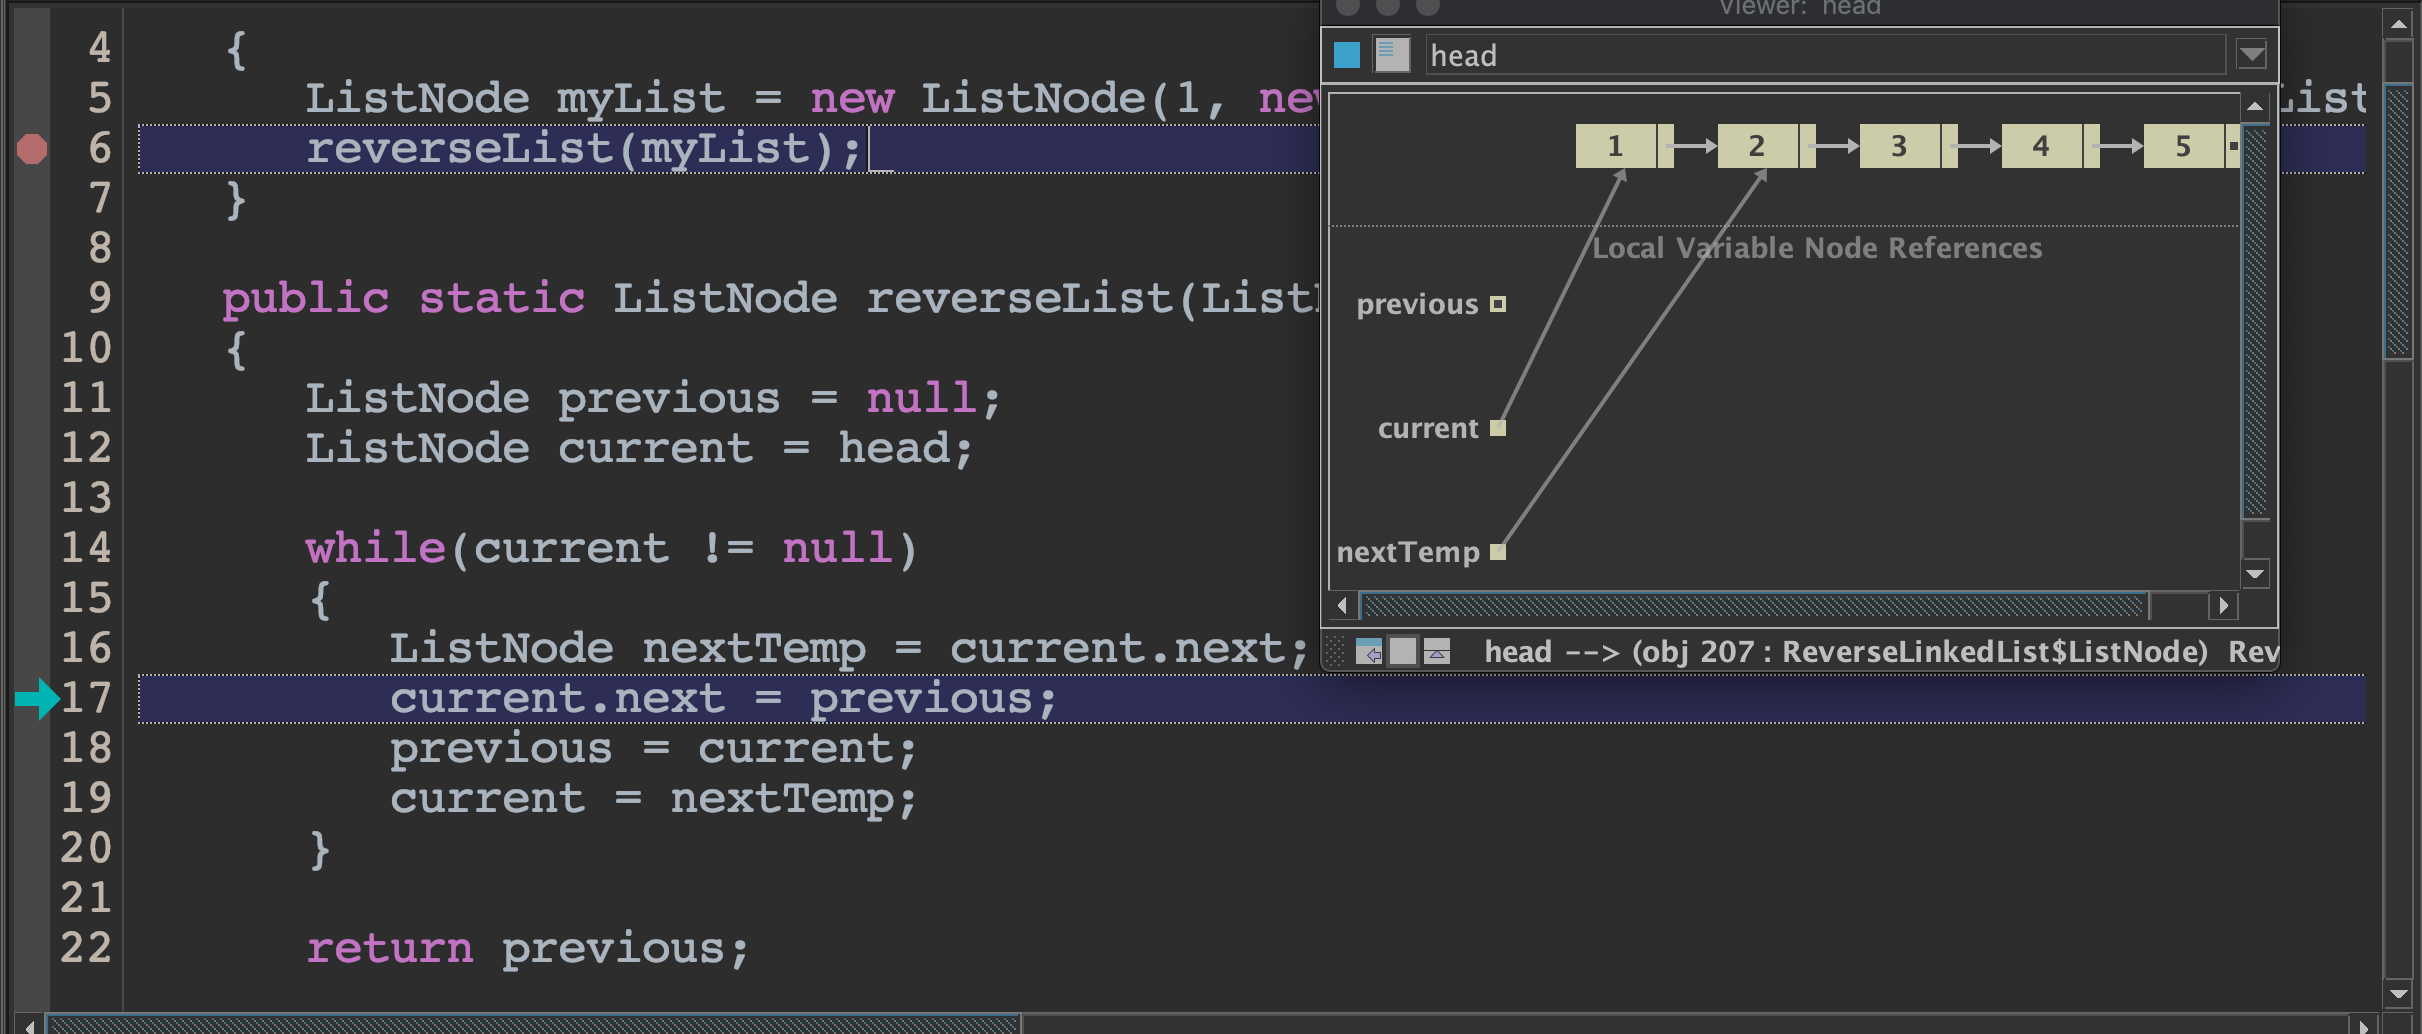 4 {
5 ListNode myList = new ListNode(1, new
6 reverseList(myList);
7 }
8
9 public static ListNode reverseList(List
10 {
11 ListNode previous = null;
12 ListNode current = head;
13
14 while(current != null)
15 {
16 ListNode nextTemp = current.next;
17 current.next = previous;
18 previous = current;
19 current = nextTemp;
20 }
21
22 return previous;
Viewer: head
head
1 2 3 4 5
Local Variable Node References
previous
current
nextTemp
head --> (obj 207 : ReverseLinkedList$ListNode) Rev
List